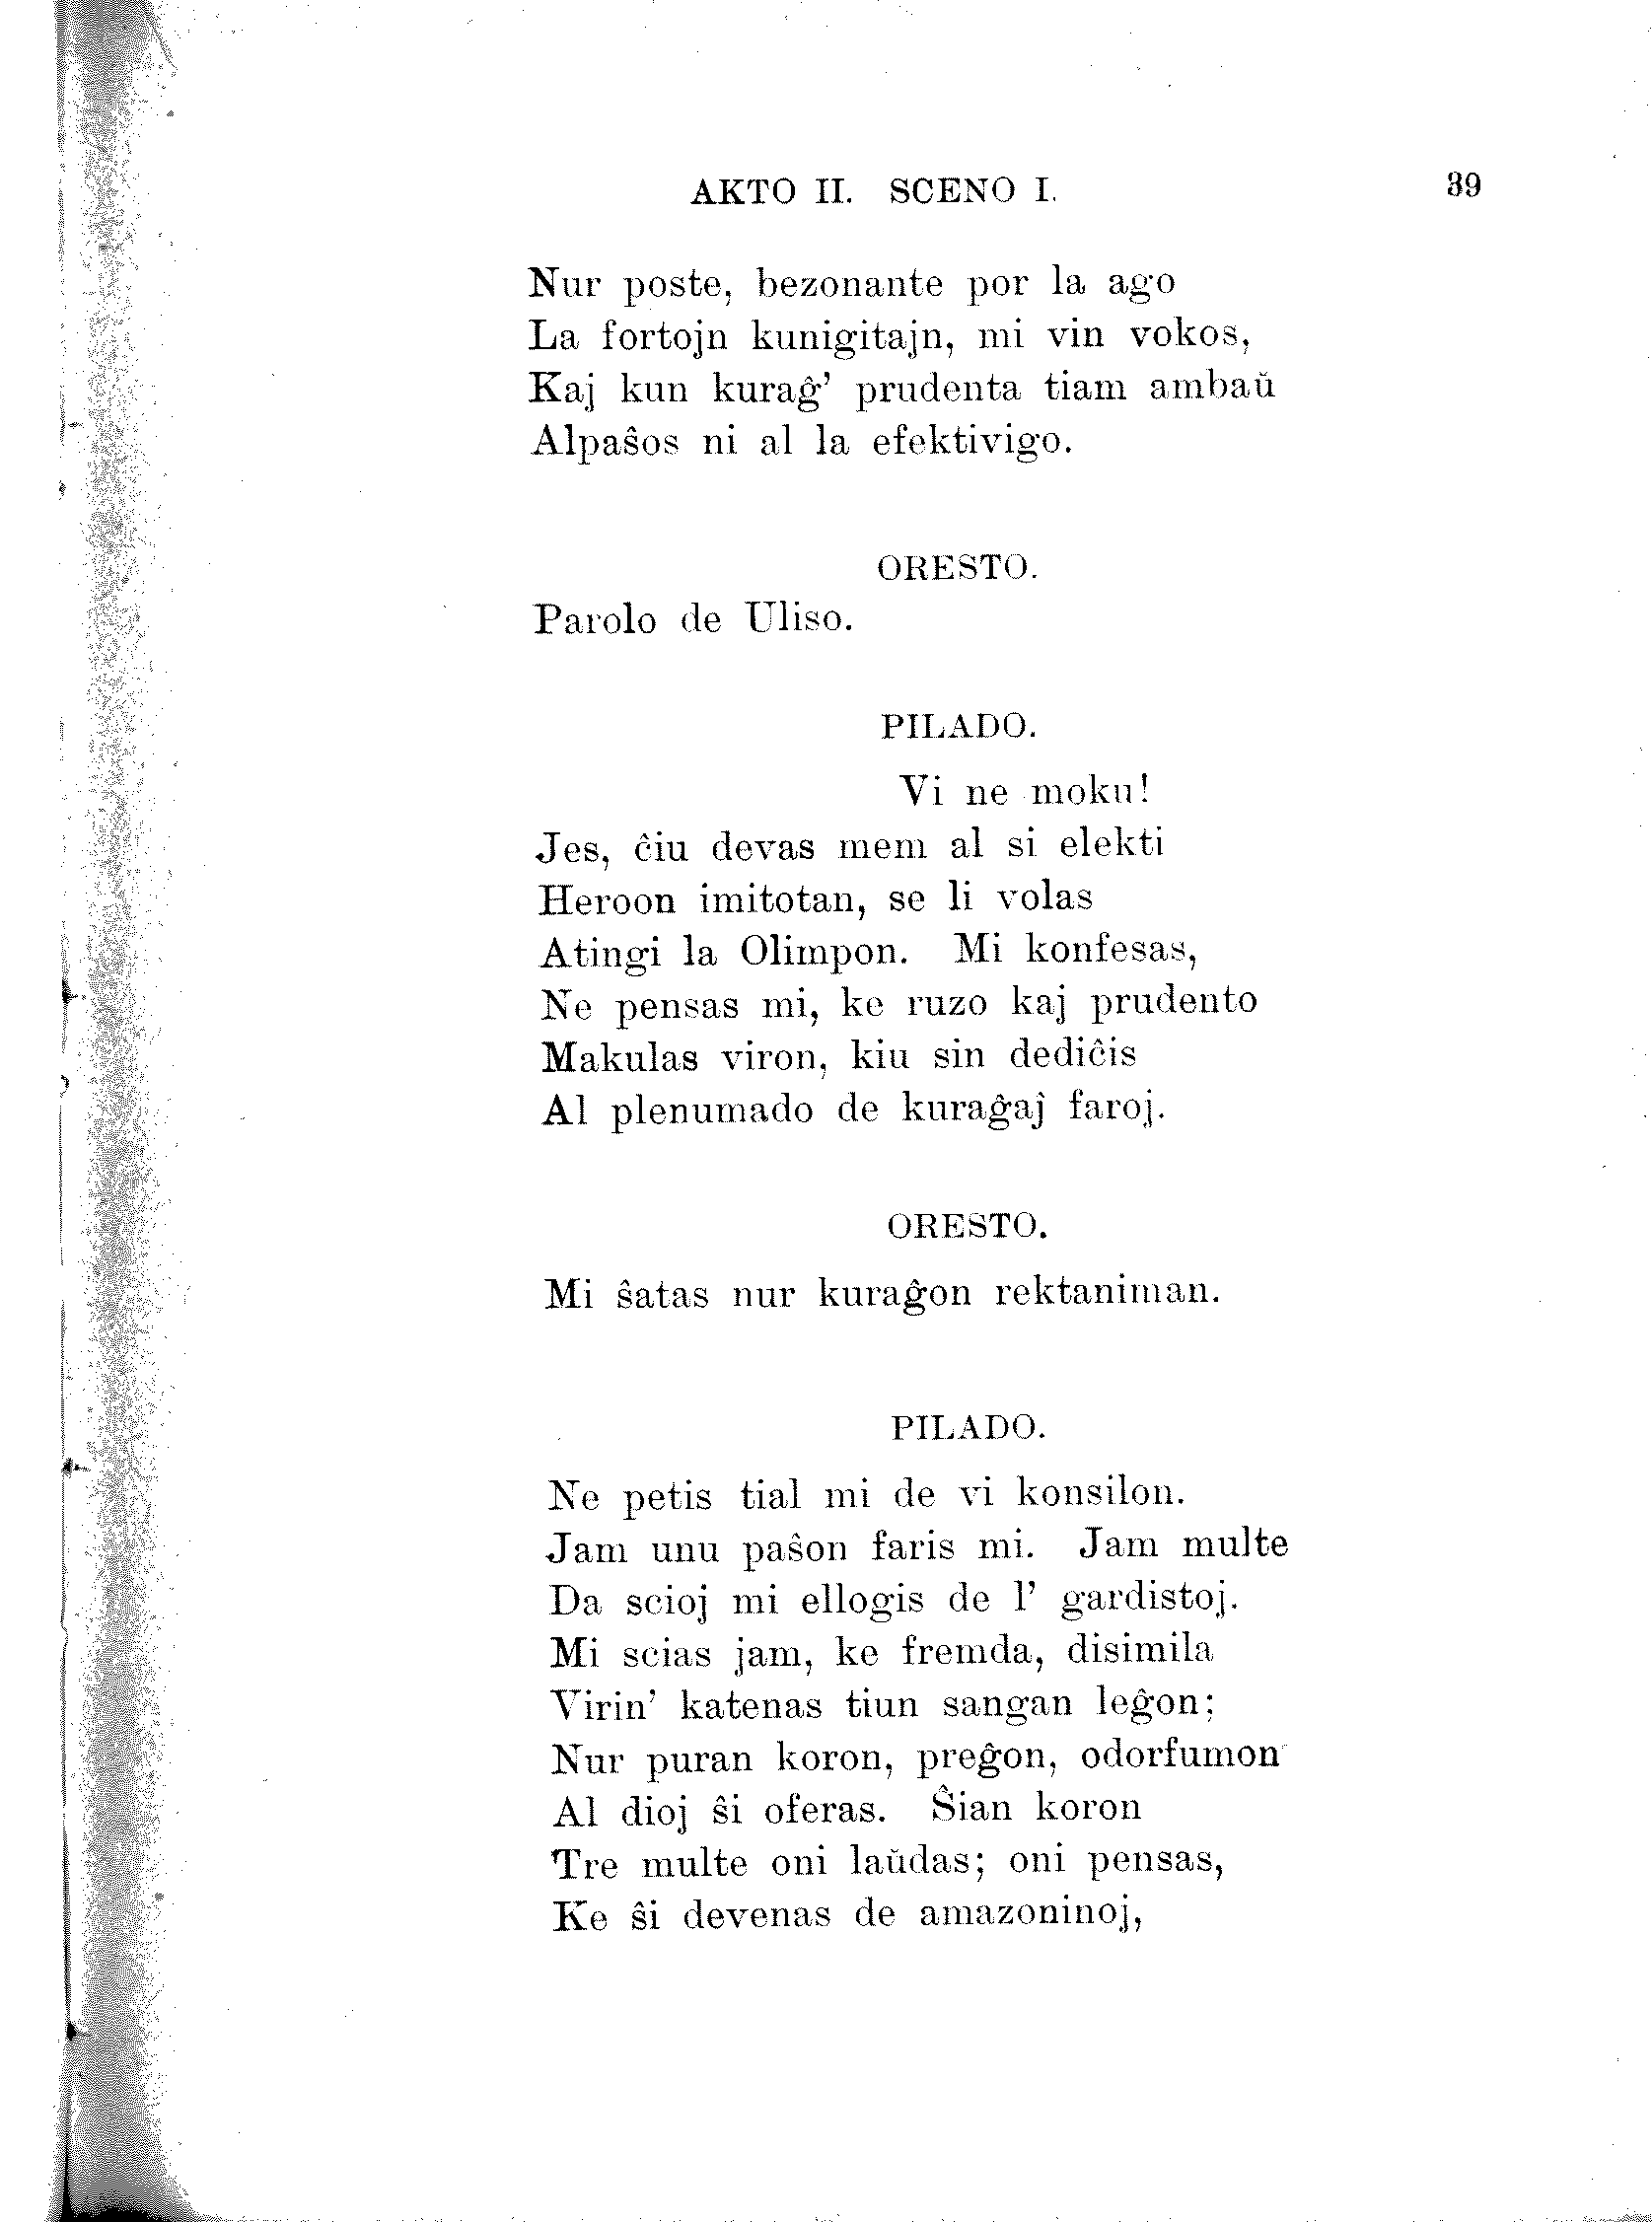 AKTO II. SCENO I. 39
Nur poste, bezonante por la ago
La fortojn kunigitajn, mi vin vokos,
Kaj kun kuraĝ’ prudenta tiam ambaŭ
Alpaŝos ni al la efektivigo.
ORESTO.
Parolo de Uliso.
PILADO.
Vi ne moku!
Jes, ĉiu devas mem al si elekti
Heroon imitotan, se li volas
Atingi la Olimpon. Mi konfesas,
Ne pensas mi, ke ruzo kaj prudento
Makulas viron, kiu sin dediĉis
Al plenumado de kuraĝaj faroj.
ORESTO.
Mi ŝatas nur kuraĝon rektaniman.
PILADO.
Ne petis tial mi de vi konsilon.
Jam unu paŝon faris mi. Jam multe
Da scioj mi ellogis de l’ gardistoj.
Mi scias jam, ke fremda, disimila
Virin’ katenas tiun sangan leĝon;
Nur puran koron, preĝon, odorfumon
Al dioj ŝi oferas. Ŝian koron
Tre multe oni laŭdas; oni pensas,
Ke ŝi devenas de amazoninoj,